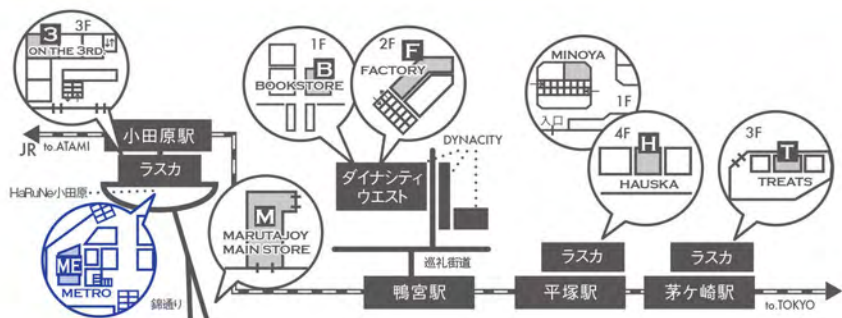 3
3F
ON THE 3RD
小田原駅
JR
to.ATAMI
ラスカ
HaRuNe小田原
ME
METRO
錦通り
M
MARUTAJOY
MAIN STORE
1F
B
BOOKSTORE
2F
F
FACTORY
DYNACITY
ダイナシティ
ウエスト
巡礼街道
鴨宮駅
MINOYA
1F
入口
4F
H
HAUSKA
ラスカ
平塚駅
3F
T
TREATS
ラスカ
茅ケ崎駅
to.TOKYO